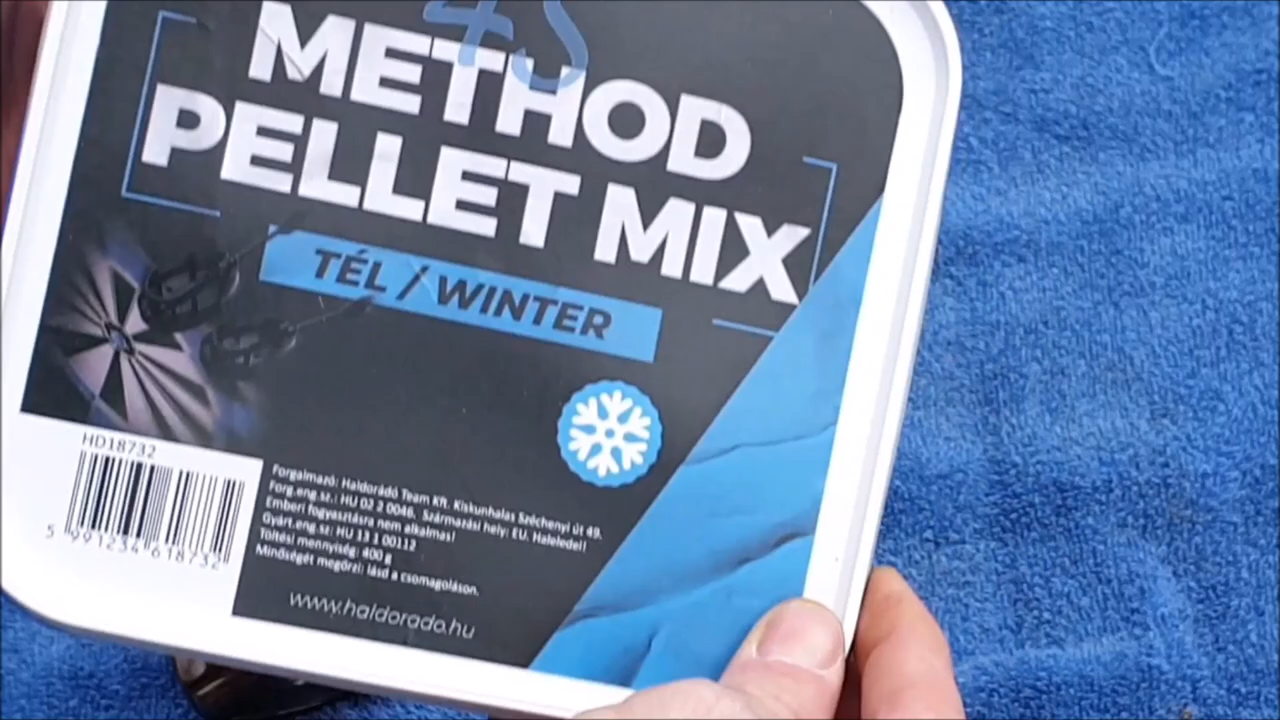 4S
METHOD
PELLET MIX
TÉL / WINTER
HD18732
5 991234 618732
Forgalmazó: Haldorádó Team Kft. Kiskunhalas Széchenyi út 49.
Forg.eng.sz.: HU 02 2 0046. Származási hely: EU. Haleledel!
Emberi fogyasztásra nem alkalmas!
Gyárt.eng.sz: HU 13 1 00112
Töltési mennyiség: 400 g
Minőségét megőrzi: lásd a csomagoláson.
www.haldorado.hu